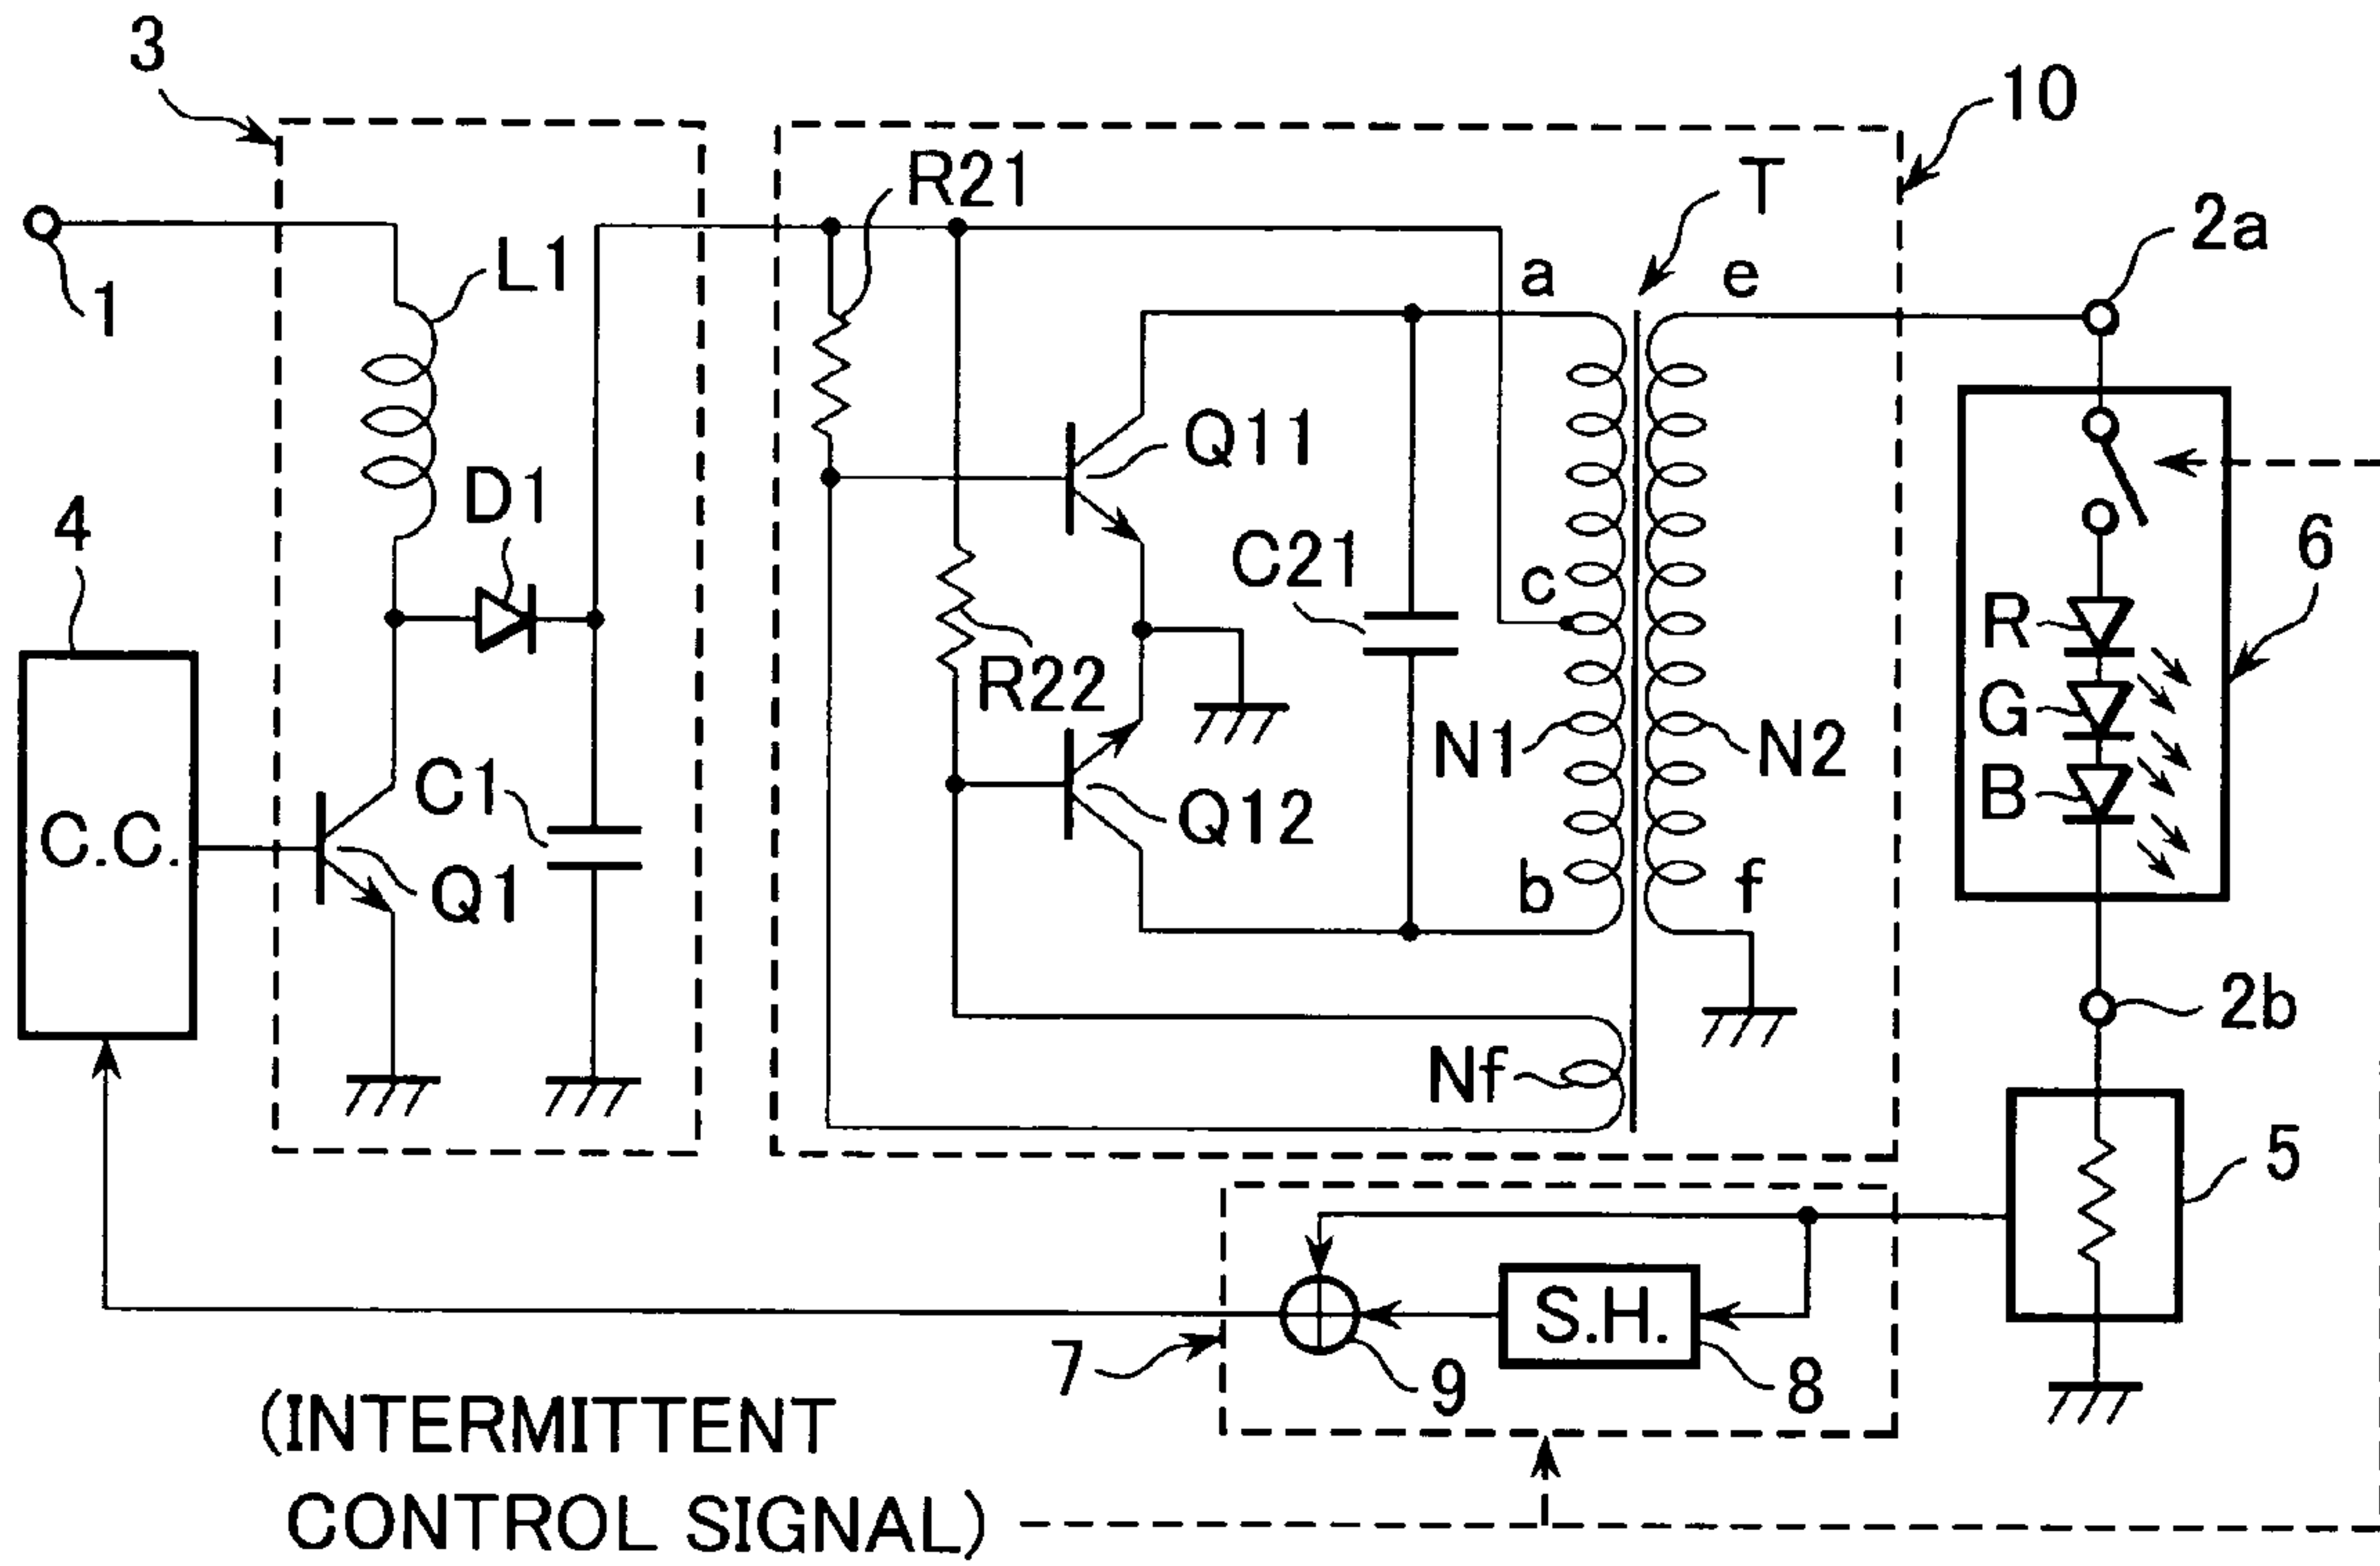 3
10
R21
T
2a
1
L1
a
e
Q11
D1
4
C21
c
6
R
R22
G
N1
N2
C1
B
C.C.
Q12
Q1
b
f
2b
Nf
5
S.H.
7
9
8
(INTERMITTENT
CONTROL SIGNAL)